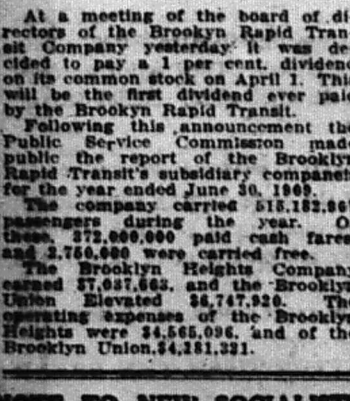 At a meeting of the board of di-
rectors of the Brookyn Rapid Tran-
sit Company yesterday it was de-
cided to pay a 1 per cent. dividend
on its common stock on April 1. This
will be the first dividend ever paid
by the Brookyn Rapid Transit.
Following this announcement the
Public Service Commission made
public the report of the Brooklyn
Rapid Transit's subsidiary companies
for the year ended June 30, 1909.
The company carried
passengers during the year. Of
these, 372,000,000 paid cash fares
and 2,750,000 were carried free.
The Brooklyn Heights Company
earned $7,037,663, and the Brooklyn
Union Elevated $6,747,920. The
operating expenses of the Brooklyn
Heights were $4,565,096, and of the
Brooklyn Union, $4,281,331.
TO NEW